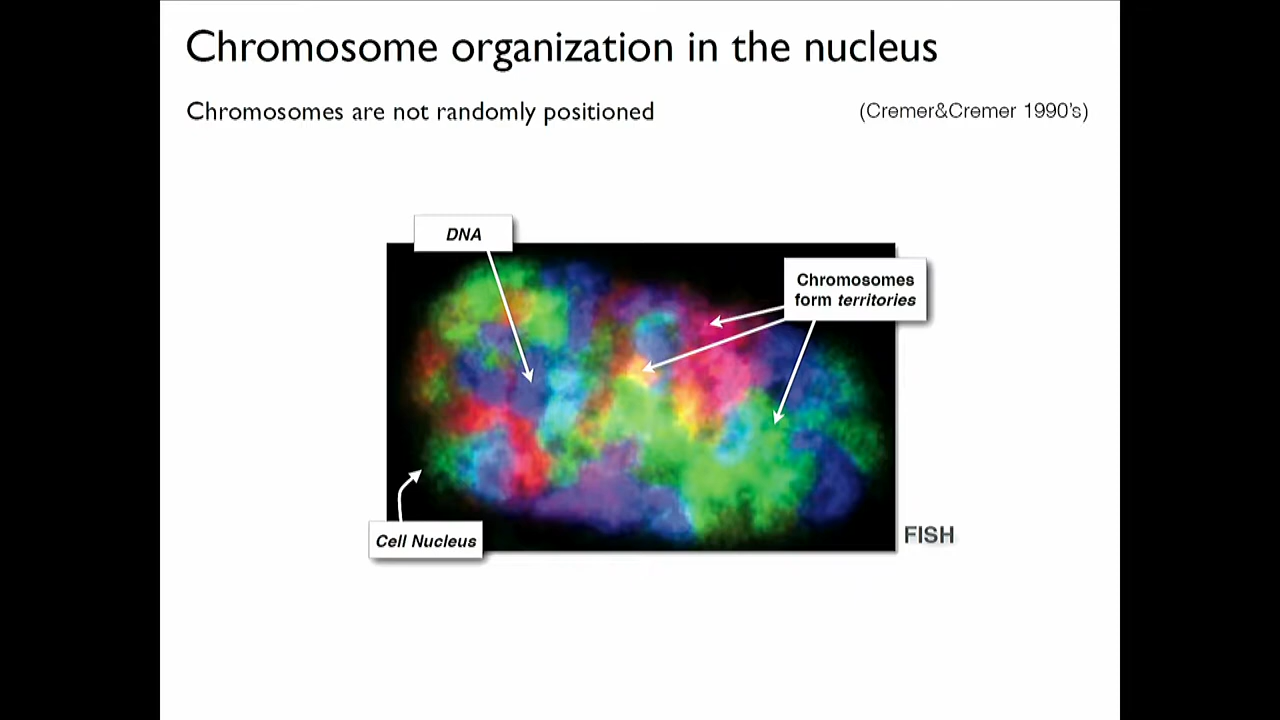 Chromosome organization in the nucleus
Chromosomes are not randomly positioned
(Cremer&Cremer 1990's)
DNA
Chromosomes
form territories
Cell Nucleus
FISH